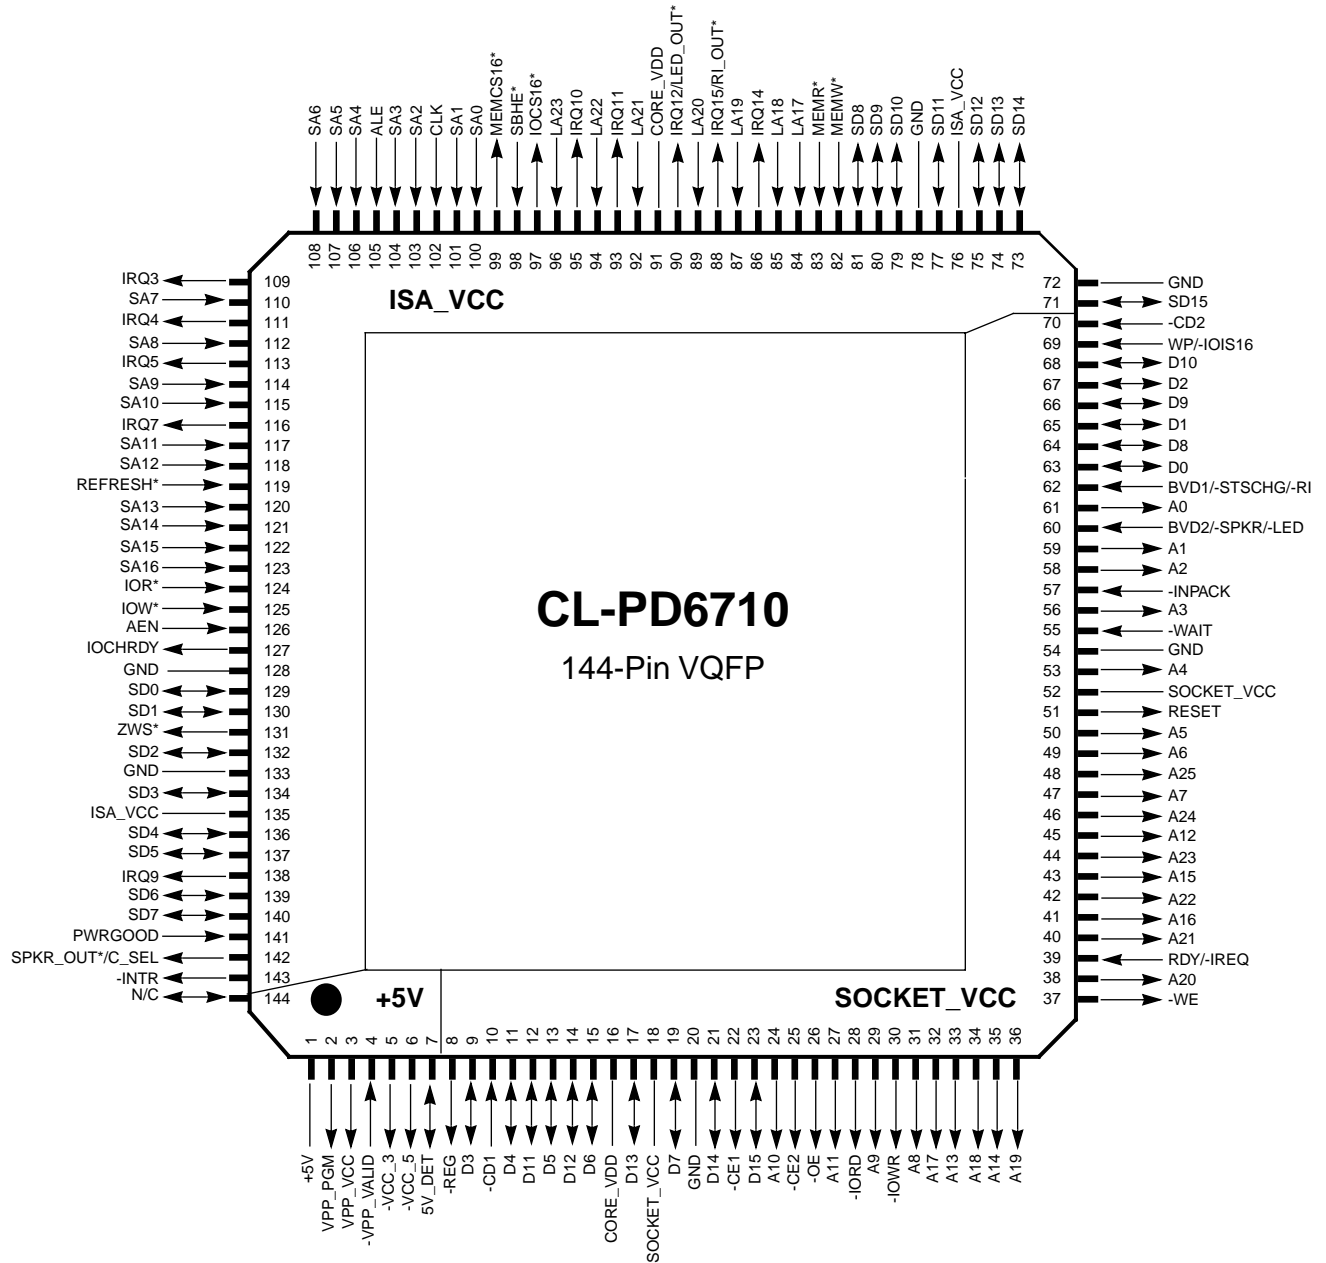 SA6
SA5
SA4
ALE
SA3
SA2
CLK
SA1
SA0
MEMCS16*
SBHE*
IOCS16*
LA23
IRQ10
LA22
IRQ11
LA21
CORE_VDD
IRQ12/LED_OUT*
LA20
IRQ15/RI_OUT*
LA19
IRQ14
LA18
LA17
MEMR*
MEMW*
SD8
SD9
SD10
GND
SD11
ISA_VCC
SD12
SD13
SD14
108
107
106
105
104
103
102
101
100
99
98
97
96
95
94
93
92
91
90
89
88
87
86
85
84
83
82
81
80
79
78
77
76
75
74
73
IRQ3 109
SA7 110
IRQ4 111
SA8 112
IRQ5 113
SA9 114
SA10 115
IRQ7 116
SA11 117
SA12 118
REFRESH* 119
SA13 120
SA14 121
SA15 122
SA16 123
IOR* 124
IOW* 125
AEN 126
IOCHRDY 127
GND 128
SD0 129
SD1 130
ZWS* 131
SD2 132
GND 133
SD3 134
ISA_VCC 135
SD4 136
SD5 137
IRQ9 138
SD6 139
SD7 140
PWRGOOD 141
SPKR_OUT*/C_SEL 142
-INTR 143
N/C 144
ISA_VCC
CL-PD6710
144-Pin VQFP
+5V
SOCKET_VCC
72 GND
71 SD15
70 -CD2
69 WP/-IOIS16
68 D10
67 D2
66 D9
65 D1
64 D8
63 D0
62 BVD1/-STSCHG/-RI
61 A0
60 BVD2/-SPKR/-LED
59 A1
58 A2
57 -INPACK
56 A3
55 -WAIT
54 GND
53 A4
52 SOCKET_VCC
51 RESET
50 A5
49 A6
48 A25
47 A7
46 A24
45 A12
44 A23
43 A15
42 A22
41 A16
40 A21
39 RDY/-IREQ
38 A20
37 -WE
1
2
3
4
5
6
7
8
9
10
11
12
13
14
15
16
17
18
19
20
21
22
23
24
25
26
27
28
29
30
31
32
33
34
35
36
+5V
VPP_PGM
VPP_VCC
-VPP_VALID
-VCC_3
-VCC_5
5V_DET
-REG
D3
-CD1
D4
D11
D5
D12
D6
CORE_VDD
D13
SOCKET_VCC
D7
GND
D14
-CE1
D15
A10
-CE2
-OE
A11
-IORD
A9
-IOWR
A8
A17
A13
A18
A14
A19